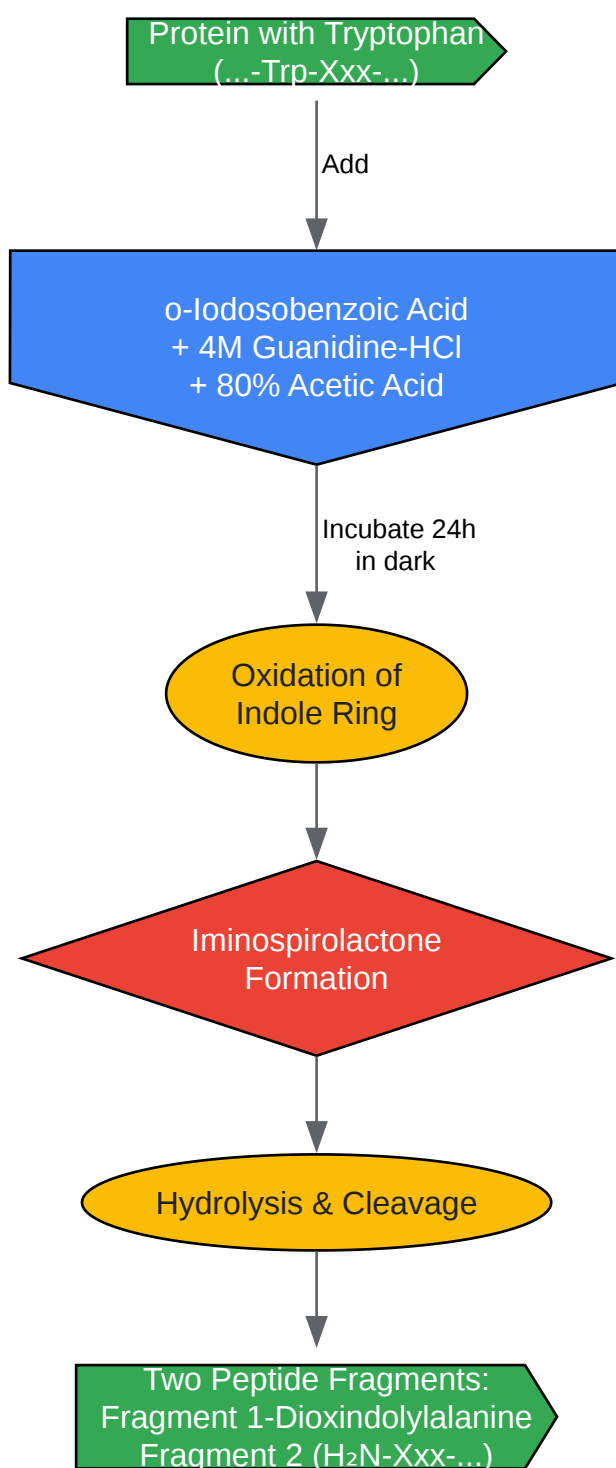 Protein with Tryptophan
(...-Trp-Xxx-...)
Add
o-Iodosobenzoic Acid
+ 4M Guanidine-HCl
+ 80% Acetic Acid
Incubate 24h
in dark
Oxidation of
Indole Ring
Iminospirolactone
Formation
Hydrolysis & Cleavage
Two Peptide Fragments:
Fragment 1-Dioxindolylalanine
Fragment 2 (H₂N-Xxx-...)